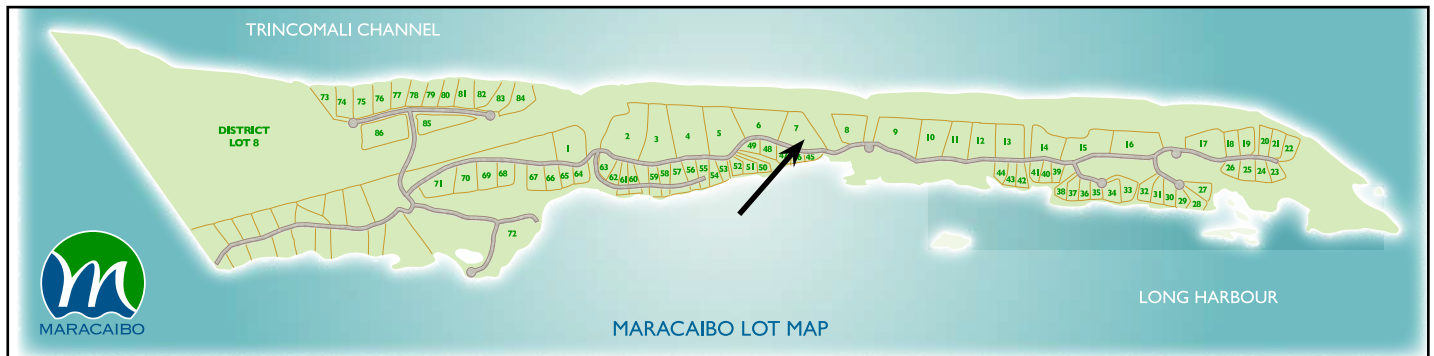 TRINCOMALI CHANNEL
73 74 75 76 77 78 79 80 81 82 83 84
86 85
DISTRICT
LOT 8
1 2 3 4 5 6 7 8 9 10 11 12 13 14 15 16 17 18 19 20 21 22
49 48 45
71 70 69 68 67 66 65 64 63 62 61 60 59 58 57 56 55 54 53 52 51 50
44 43 42 41 40 39 26 25 24 23
38 37 36 35 34 33 32 31 30 29 28 27
72
MARACAIBO
MARACAIBO LOT MAP
LONG HARBOUR